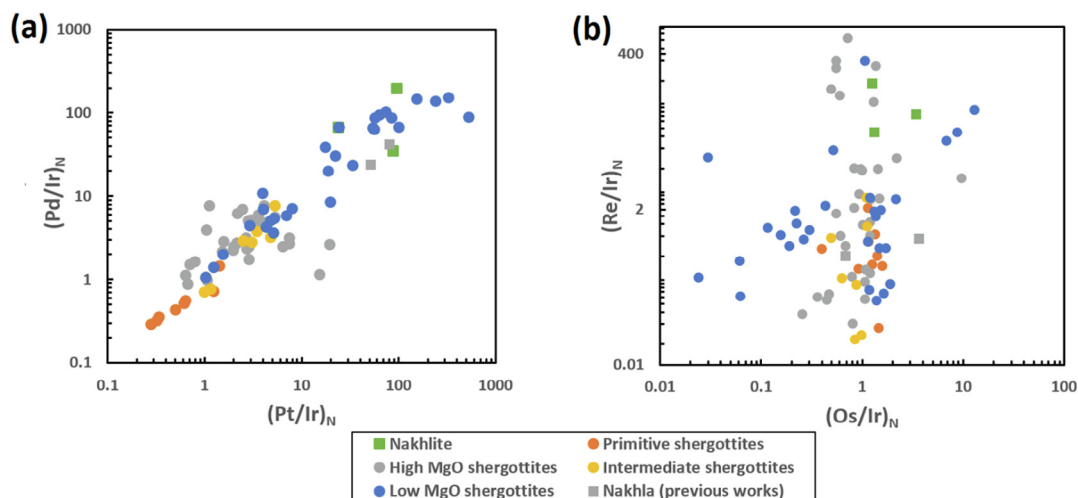 (a)
1000
100
10
1
0.1
(Pd/Ir)N
0.1
1
10
100
1000
(Pt/Ir)N
(b)
400
2
0.01
(Re/Ir)N
0.01
0.1
1
10
100
(Os/Ir)N
Nakhlite
Primitive shergottites
High MgO shergottites
Intermediate shergottites
Low MgO shergottites
Nakhla (previous works)